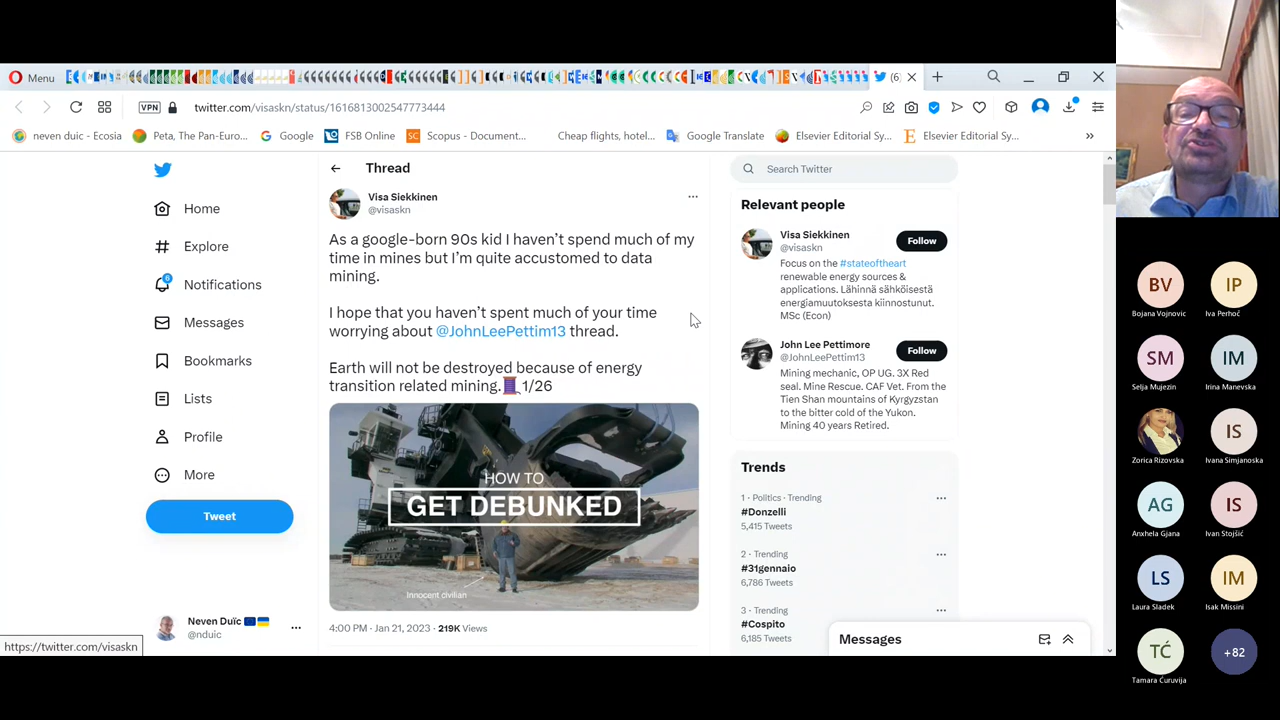 Menu
(6)
VPN
twitter.com/visaskn/status/1616813002547773444
neven duic - Ecosia
Peta, The Pan-Euro...
Google
FSB Online
Scopus - Document...
Cheap flights, hotel...
Google Translate
Elsevier Editorial Sy...
Elsevier Editorial Sy...
Home
Explore
6
Notifications
Messages
Bookmarks
Lists
Profile
More
Tweet
Neven Duić
@nduic
https://twitter.com/visaskn
Thread
Visa Siekkinen
@visaskn
As a google-born 90s kid I haven't spend much of my
time in mines but I'm quite accustomed to data
mining.
I hope that you haven't spent much of your time
worrying about @JohnLeePettim13 thread.
Earth will not be destroyed because of energy
transition related mining. 1/26
HOW TO
GET DEBUNKED
Innocent civilian
4:00 PM · Jan 21, 2023 · 219K Views
Search Twitter
Relevant people
Visa Siekkinen
@visaskn
Follow
Focus on the #stateoftheart
renewable energy sources &
applications. Lähinnä sähköisestä
energiamuutoksesta kiinnostunut.
MSc (Econ)
John Lee Pettimore
@JohnLeePettim13
Follow
Mining mechanic, OP UG. 3X Red
seal. Mine Rescue. CAF Vet. From the
Tien Shan mountains of Kyrgyzstan
to the bitter cold of the Yukon.
Mining 40 years Retired.
Trends
1 · Politics · Trending
#Donzelli
5,415 Tweets
2 · Trending
#31gennaio
6,786 Tweets
3 · Trending
#Cospito
6,185 Tweets
Messages
BV
Bojana Vojnovic
IP
Iva Perhoč
SM
Selja Mujezin
IM
Irina Manevska
Zorica Rizovska
IS
Ivana Simjanoska
AG
Anxhela Gjana
IS
Ivan Stojšić
LS
Laura Sladek
IM
Isak Missini
TĆ
Tamara Ćuruvija
+82